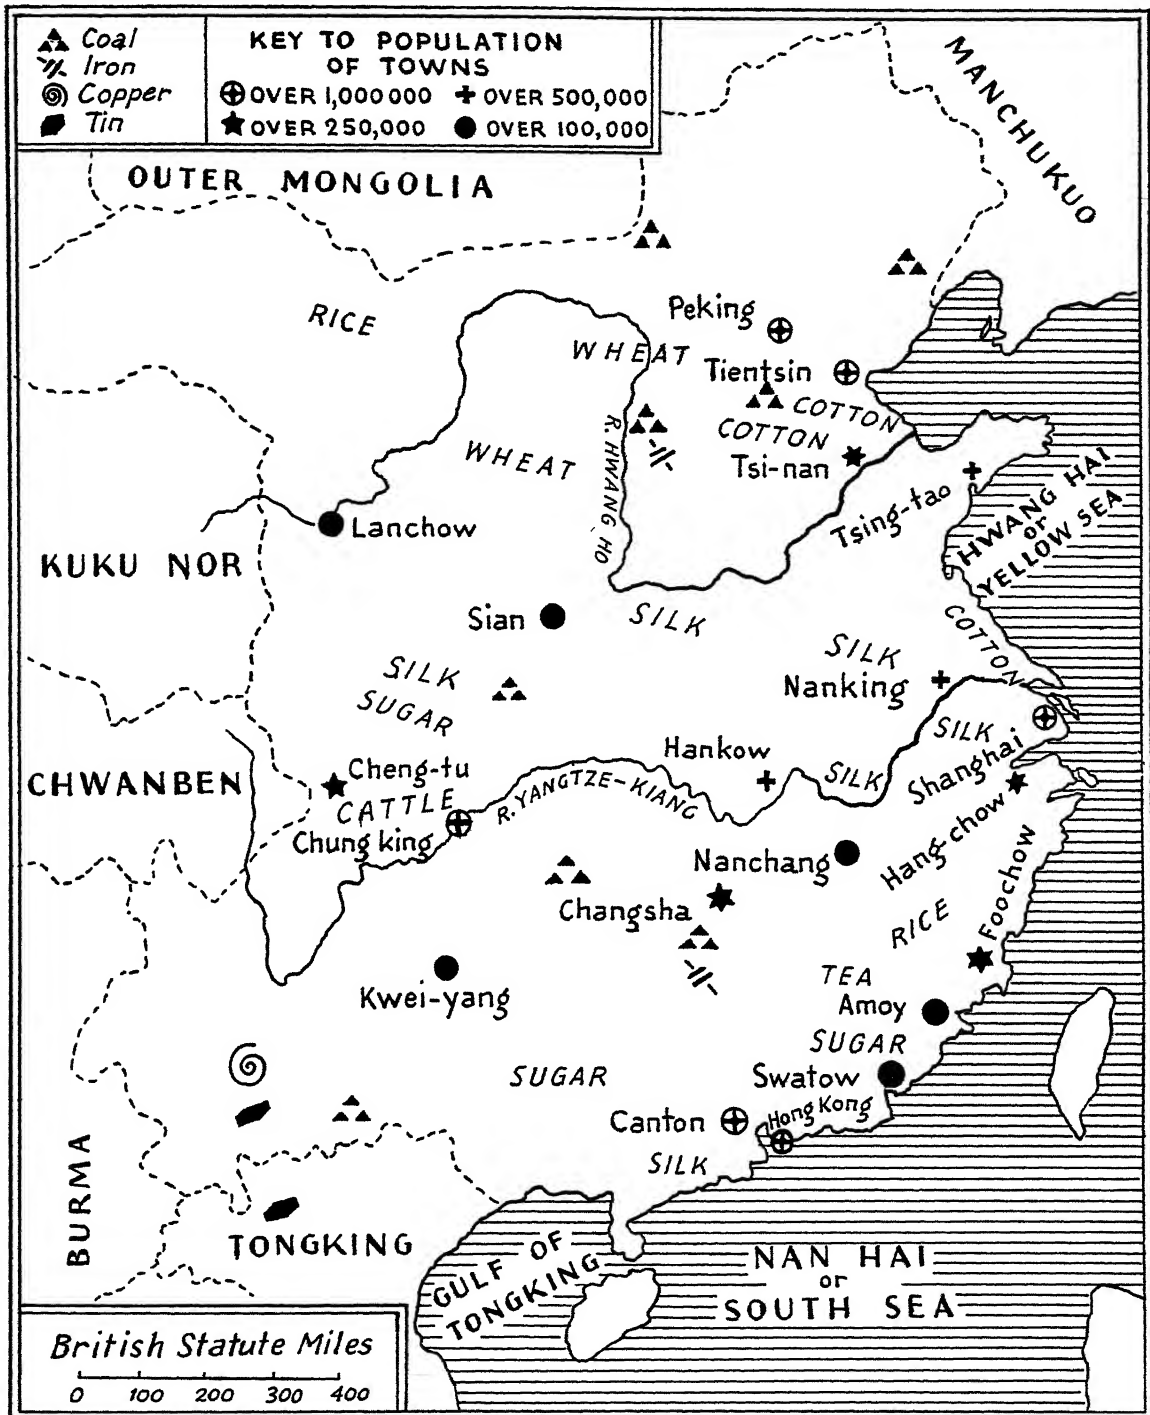 Coal
Iron
Copper
Tin
KEY TO POPULATION
OF TOWNS
OVER 1,000000
OVER 500,000
OVER 250,000
OVER 100,000
MANCHUKUO
OUTER MONGOLIA
RICE
Peking
WHEAT
Tientsin
COTTON
COTTON
R. HWANG HO
WHEAT
Tsi-nan
Tsing-tao
HWANG HAI
or
YELLOW SEA
Lanchow
KUKU NOR
Sian
SILK
COTTON
SILK
SILK
Nanking
SUGAR
SILK
Hankow
Shanghai
CHWANBEN
Cheng-tu
CATTLE
R. YANGTZE-KIANG
SILK
Chung king
Hang-chow
Nanchang
Foochow
Changsha
RICE
Kwei-yang
TEA
Amoy
SUGAR
SUGAR
Swatow
Hong Kong
Canton
SILK
BURMA
TONGKING
GULF OF
TONGKING
NAN HAI
or
SOUTH SEA
British Statute Miles
0 100 200 300 400